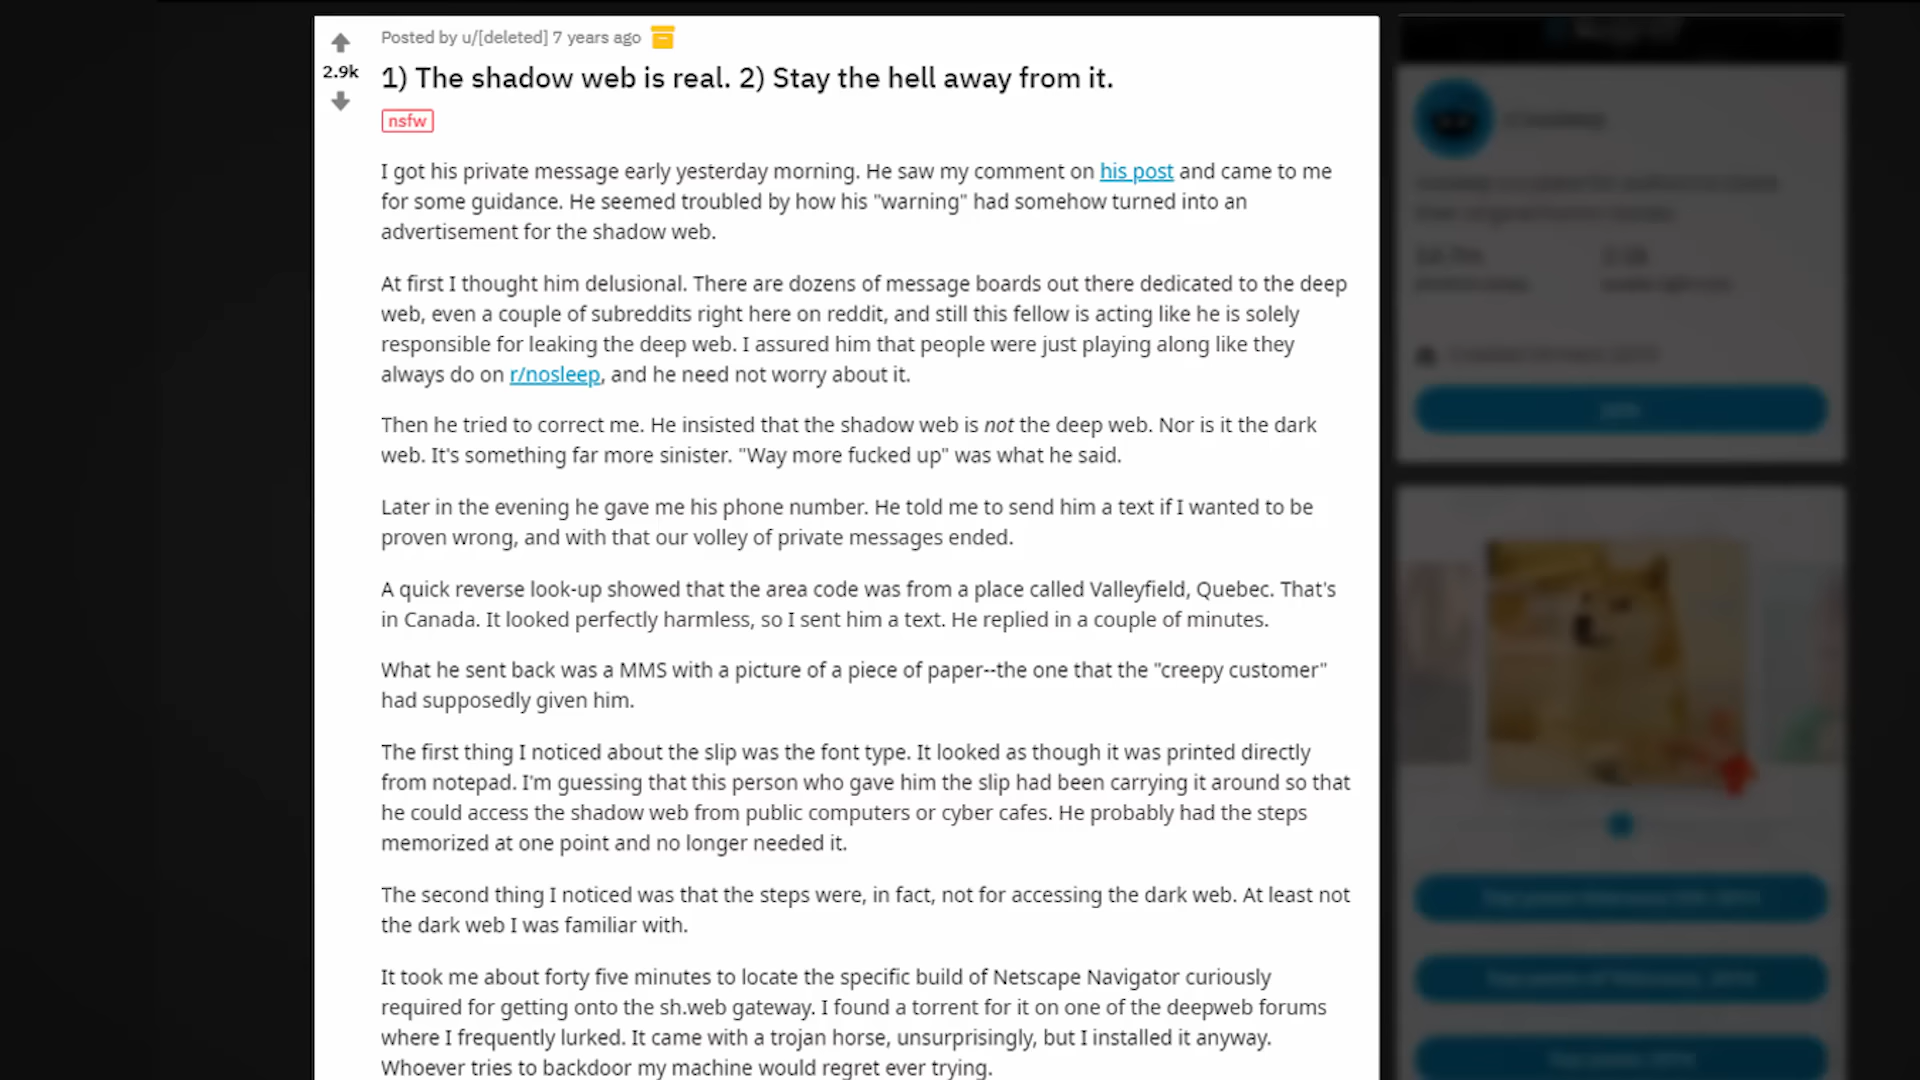 Posted by u/[deleted] 7 years ago
2.9k
1) The shadow web is real. 2) Stay the hell away from it.
nsfw
I got his private message early yesterday morning. He saw my comment on his post and came to me
for some guidance. He seemed troubled by how his "warning" had somehow turned into an
advertisement for the shadow web.
At first I thought him delusional. There are dozens of message boards out there dedicated to the deep
web, even a couple of subreddits right here on reddit, and still this fellow is acting like he is solely
responsible for leaking the deep web. I assured him that people were just playing along like they
always do on r/nosleep, and he need not worry about it.
Then he tried to correct me. He insisted that the shadow web is not the deep web. Nor is it the dark
web. It's something far more sinister. "Way more fucked up" was what he said.
Later in the evening he gave me his phone number. He told me to send him a text if I wanted to be
proven wrong, and with that our volley of private messages ended.
A quick reverse look-up showed that the area code was from a place called Valleyfield, Quebec. That's
in Canada. It looked perfectly harmless, so I sent him a text. He replied in a couple of minutes.
What he sent back was a MMS with a picture of a piece of paper--the one that the "creepy customer"
had supposedly given him.
The first thing I noticed about the slip was the font type. It looked as though it was printed directly
from notepad. I'm guessing that this person who gave him the slip had been carrying it around so that
he could access the shadow web from public computers or cyber cafes. He probably had the steps
memorized at one point and no longer needed it.
The second thing I noticed was that the steps were, in fact, not for accessing the dark web. At least not
the dark web I was familiar with.
It took me about forty five minutes to locate the specific build of Netscape Navigator curiously
required for getting onto the sh.web gateway. I found a torrent for it on one of the deepweb forums
where I frequently lurked. It came with a trojan horse, unsurprisingly, but I installed it anyway.
Whoever tries to backdoor my machine would regret ever trying.